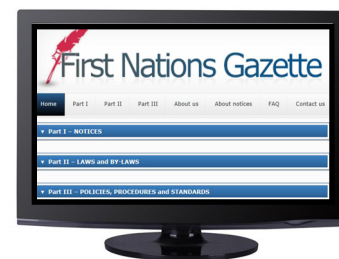 First Nations Gazette
Home Part I Part II Part III About us About notices FAQ Contact us
▼ Part I – NOTICES
▼ Part II – LAWS and BY-LAWS
▼ Part III – POLICIES, PROCEDURES and STANDARDS